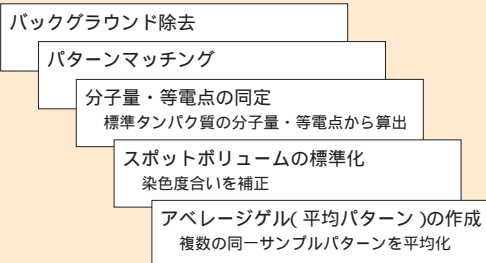 バックグラウンド除去
パターンマッチング
分子量・等電点の同定
標準タンパク質の分子量・等電点から算出
スポットボリュームの標準化
染色度合いを補正
アベレージゲル(平均パターン)の作成
複数の同一サンプルパターンを平均化